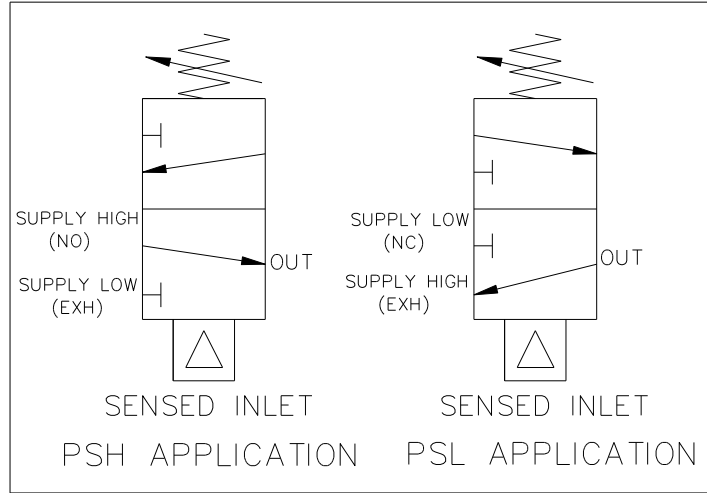 SUPPLY HIGH
(NO)
OUT
SUPPLY LOW
(EXH)
SENSED INLET
PSH APPLICATION
SUPPLY LOW
(NC)
OUT
SUPPLY HIGH
(EXH)
SENSED INLET
PSL APPLICATION